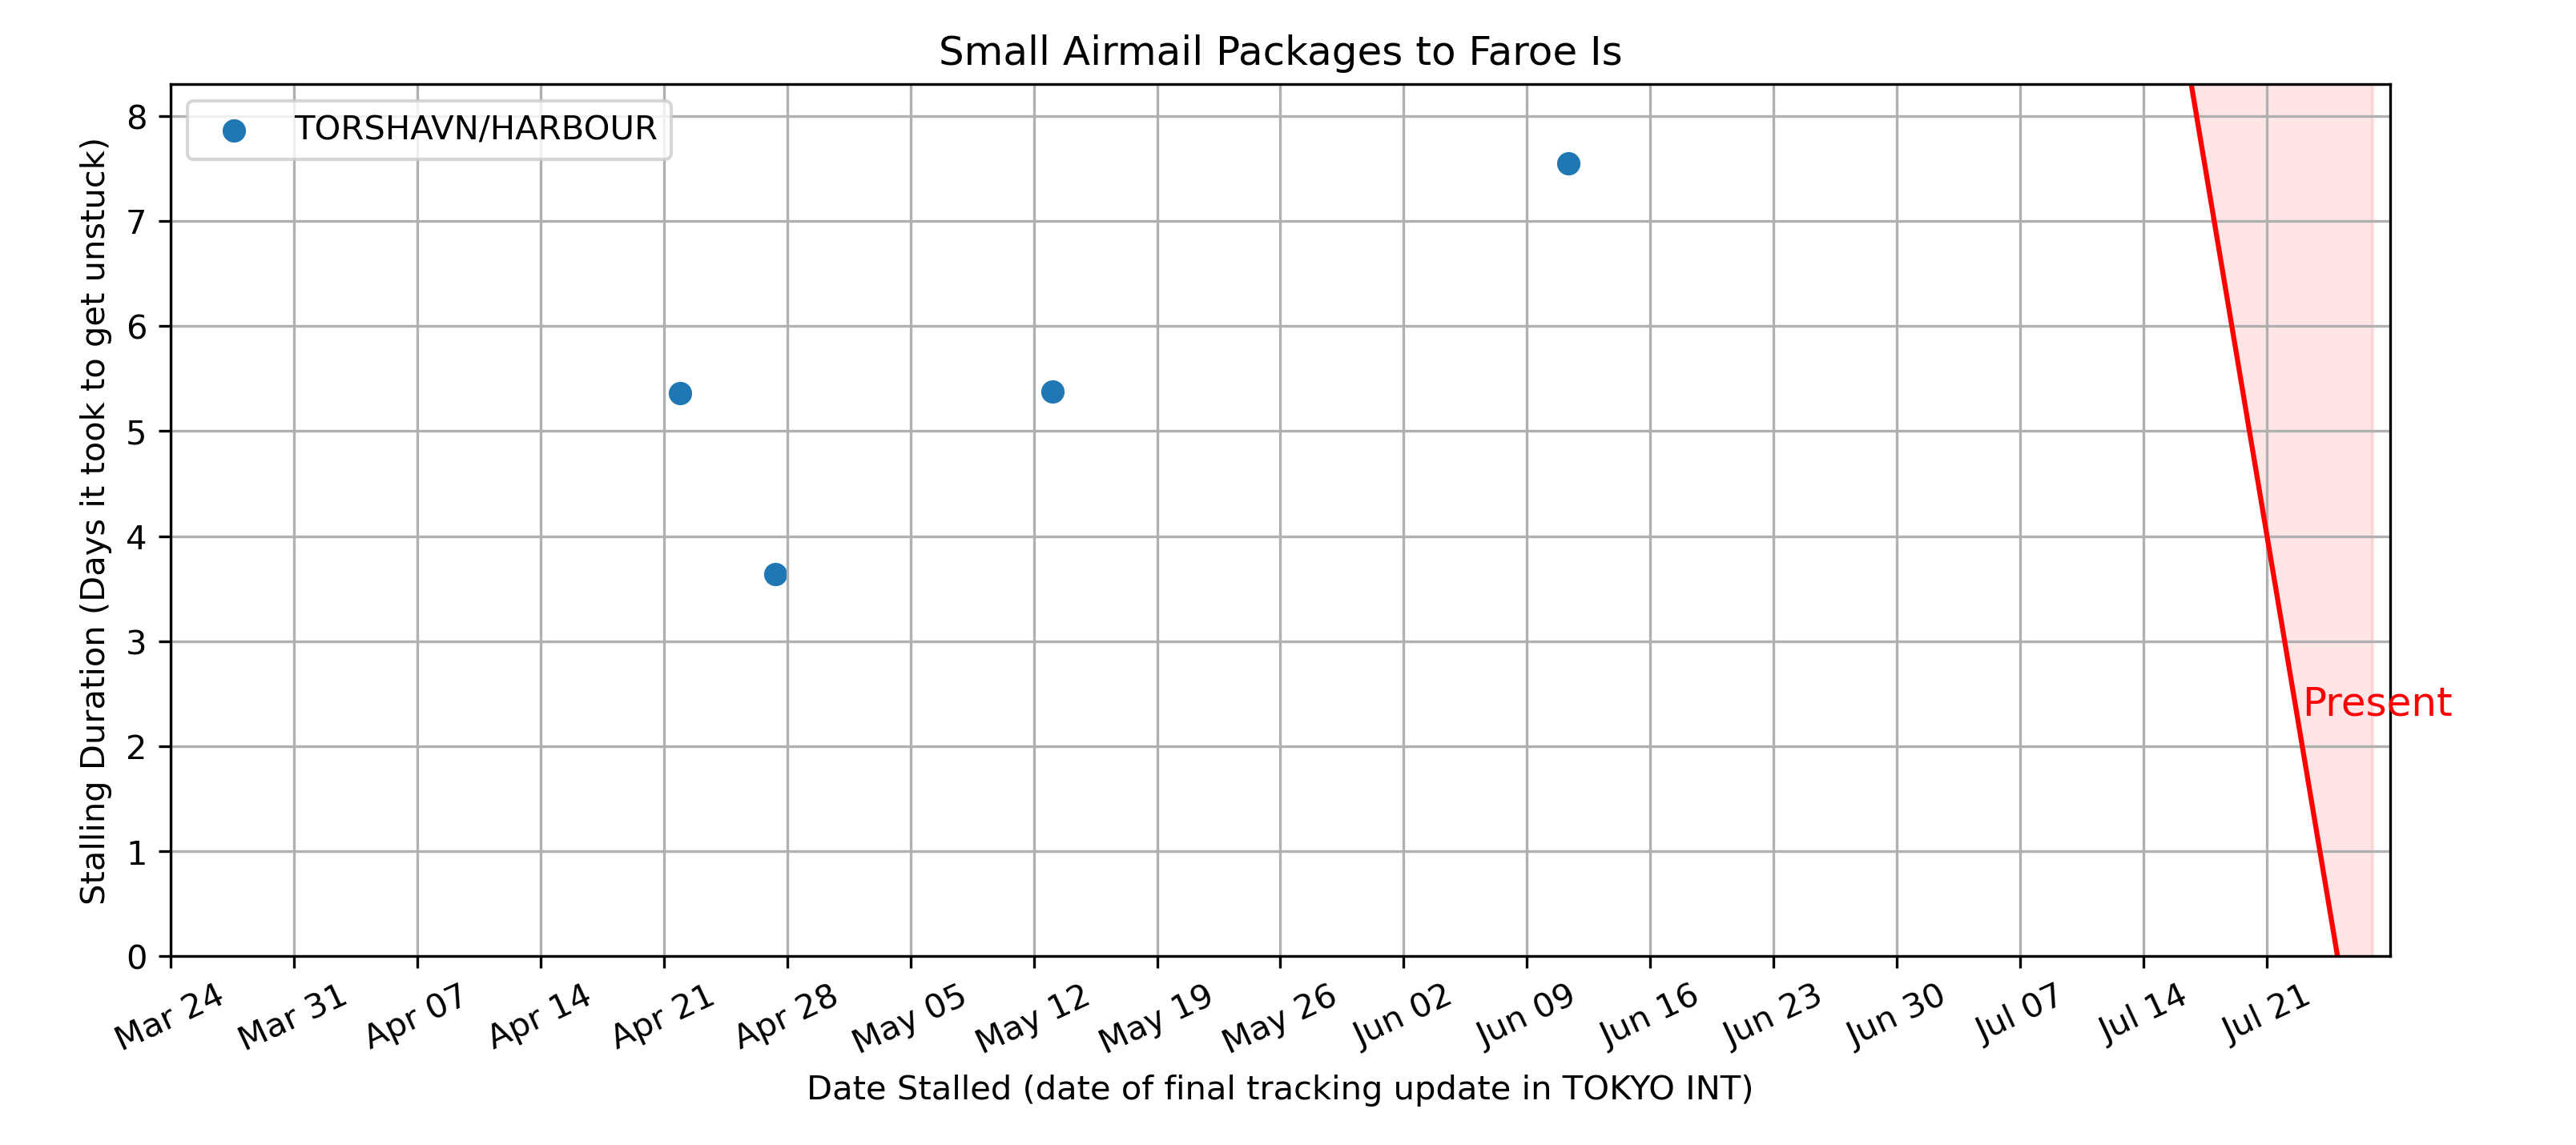 Small Airmail Packages to Faroe Is
TORSHAVN/HARBOUR
Stalling Duration (Days it took to get unstuck)
8
7
6
5
4
3
2
1
0
Present
Mar 24
Mar 31
Apr 07
Apr 14
Apr 21
Apr 28
May 05
May 12
May 19
May 26
Jun 02
Jun 09
Jun 16
Jun 23
Jun 30
Jul 07
Jul 14
Jul 21
Date Stalled (date of final tracking update in TOKYO INT)